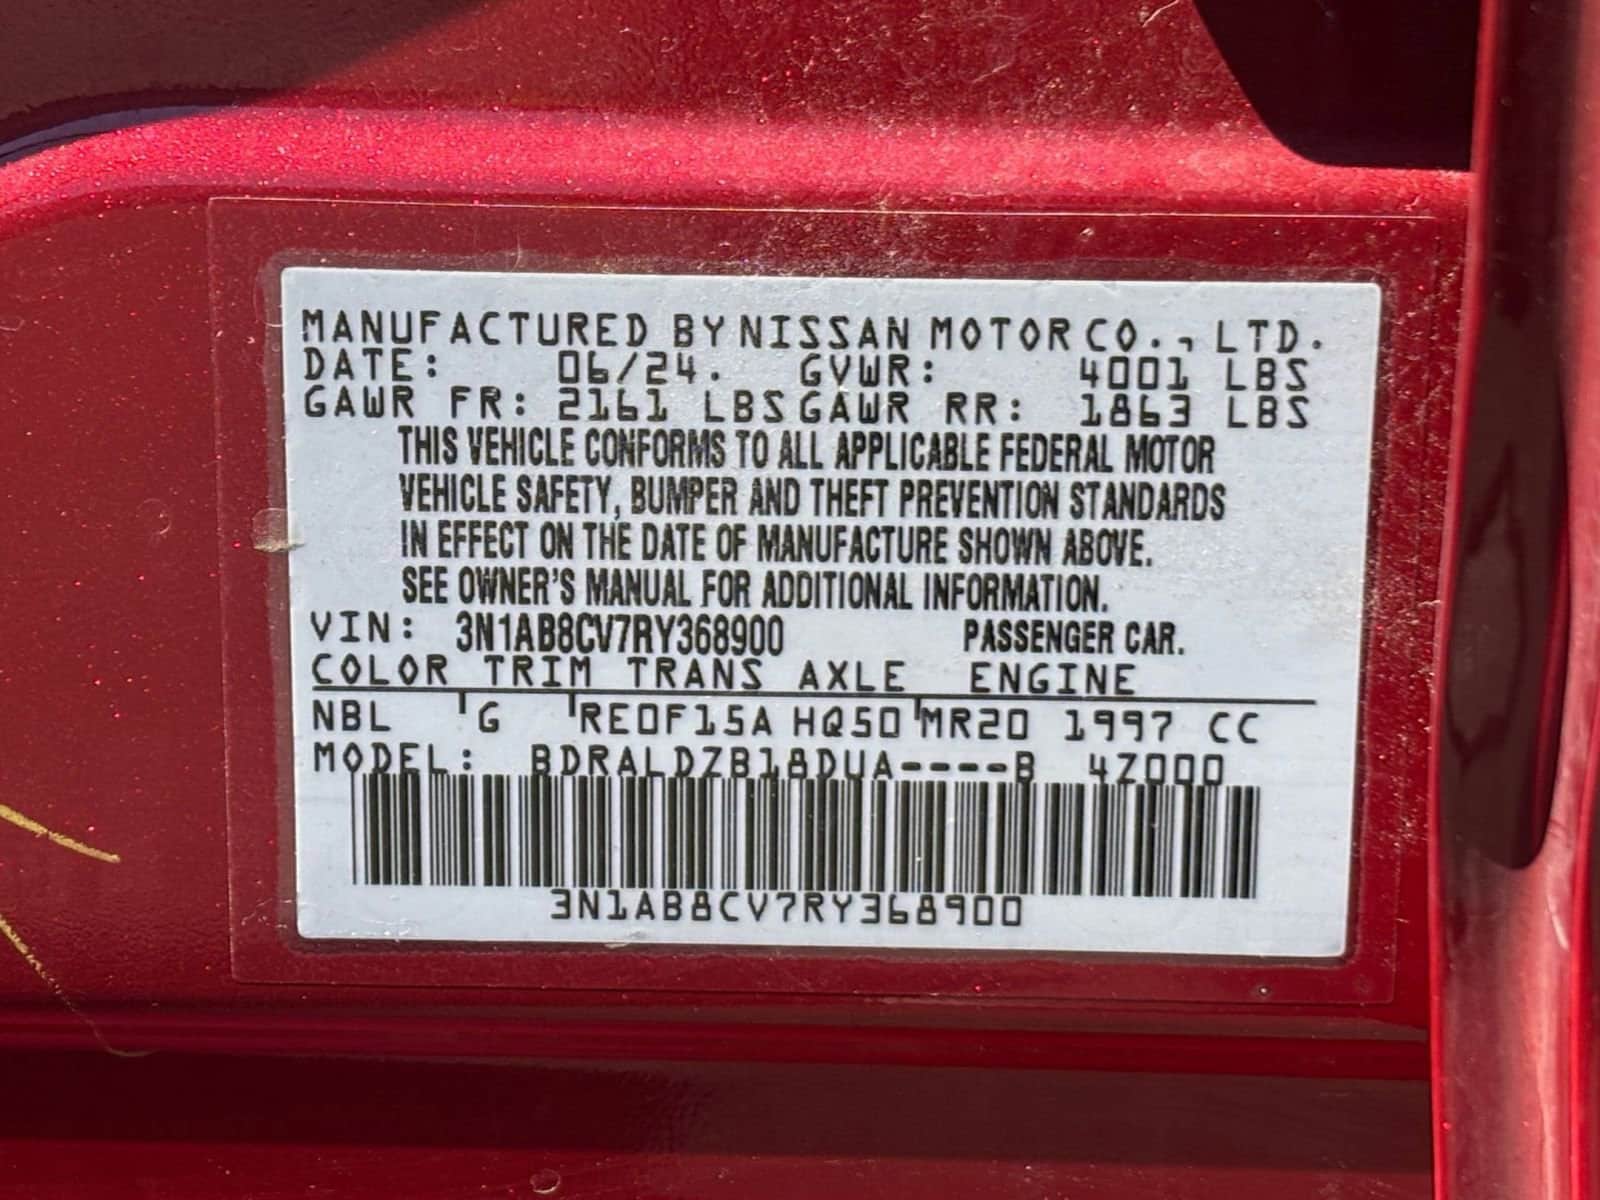 MANUFACTURED BY NISSAN MOTOR CO., LTD.
DATE: 06/24. GVWR: 4001 LBS
GAWR FR: 2161 LBS GAWR RR: 1863 LBS
THIS VEHICLE CONFORMS TO ALL APPLICABLE FEDERAL MOTOR
VEHICLE SAFETY, BUMPER AND THEFT PREVENTION STANDARDS
IN EFFECT ON THE DATE OF MANUFACTURE SHOWN ABOVE.
SEE OWNER'S MANUAL FOR ADDITIONAL INFORMATION.
VIN: 3N1AB8CV7RY368900 PASSENGER CAR.
COLOR TRIM TRANS AXLE ENGINE
NBL G RE0F15A HQ50 MR20 1997 CC
MODEL: BDRALDZB18DUA----B 4Z000
3N1AB8CV7RY368900